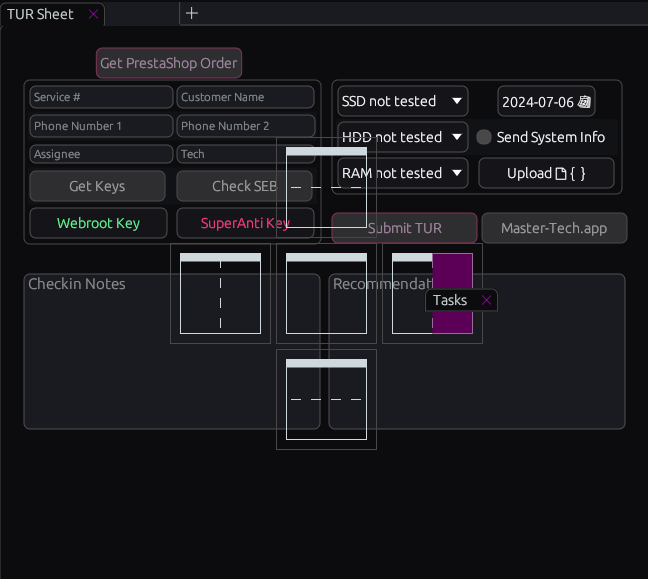 TUR Sheet
Get PrestaShop Order
Service # Customer Name
Phone Number 1 Phone Number 2
Assignee Tech
Get Keys Check SEB
Webroot Key SuperAnti Key
SSD not tested 2024-07-06
HDD not tested Send System Info
RAM not tested Upload { }
Submit TUR Master-Tech.app
Checkin Notes
Tasks